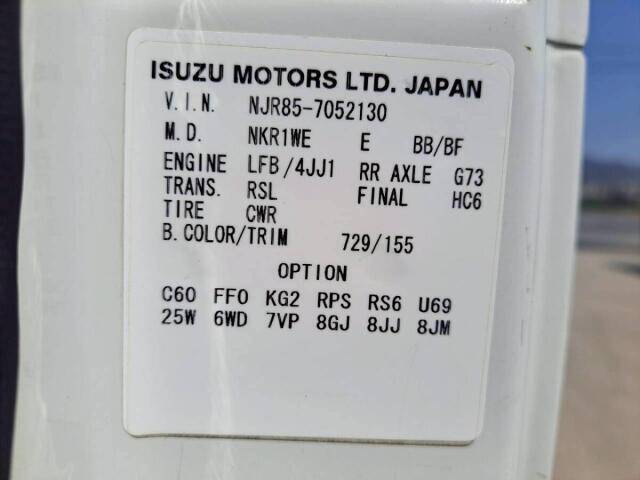 ISUZU MOTORS LTD. JAPAN
V.I.N. NJR85-7052130
M.D. NKR1WE E BB/BF
ENGINE LFB/4JJ1 RR AXLE G73
TRANS. RSL FINAL HC6
TIRE CWR
B.COLOR/TRIM 729/155
OPTION
C60 FF0 KG2 RPS RS6 U69
25W 6WD 7VP 8GJ 8JJ 8JM